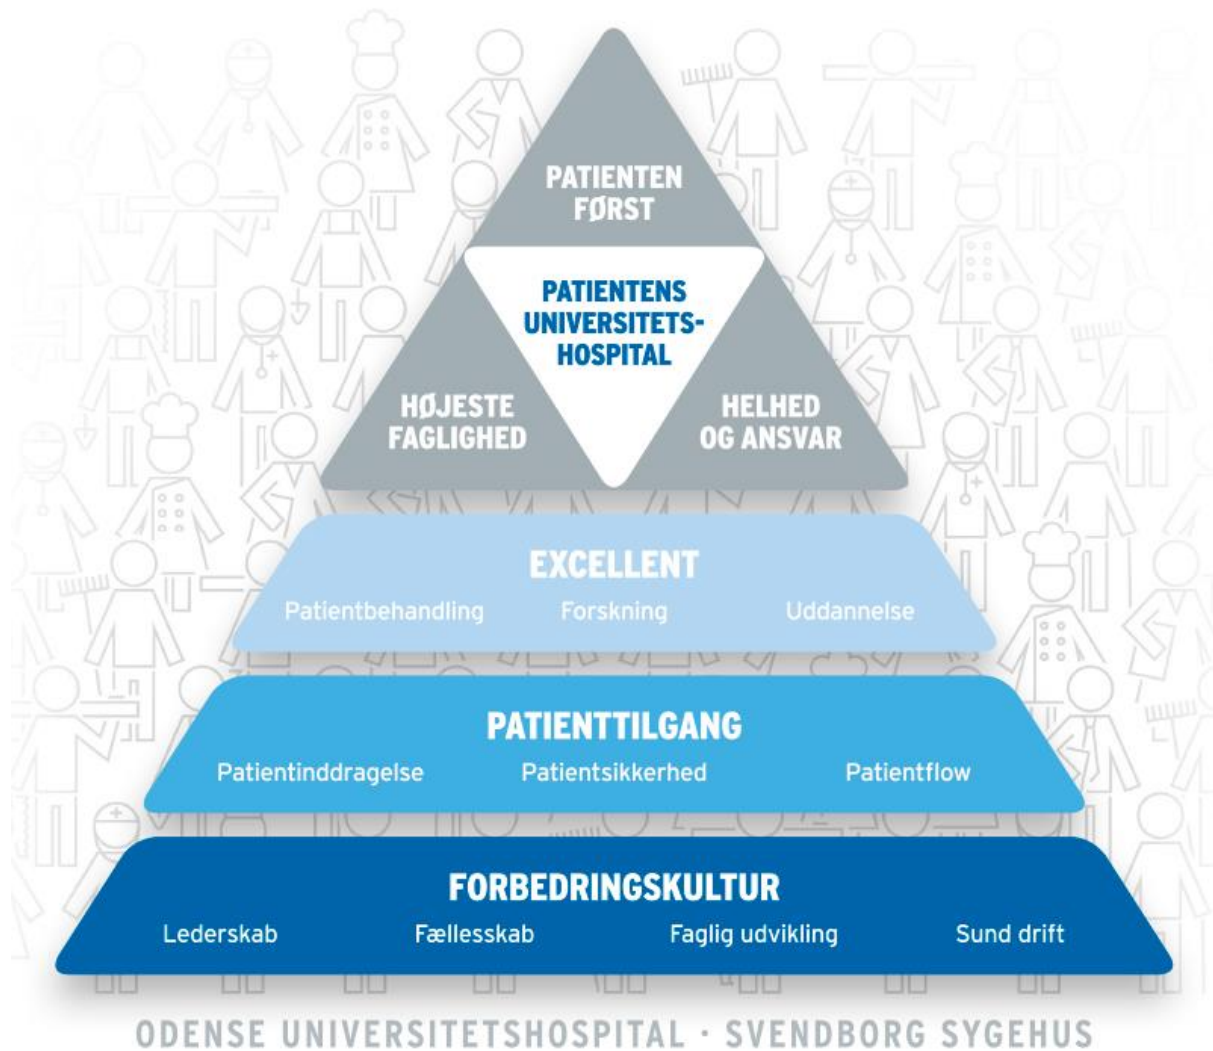 PATIENTEN
FØRST
PATIENTENS
UNIVERSITETS-
HOSPITAL
HØJESTE
FAGLIGHED
HELHED
OG ANSVAR
EXCELLENT
Patientbehandling Forskning Uddannelse
PATIENTTILGANG
Patientinddragelse Patientsikkerhed Patientflow
FORBEDRINGSKULTUR
Lederskab Fællesskab Faglig udvikling Sund drift
ODENSE UNIVERSITETSHOSPITAL · SVENDBORG SYGEHUS